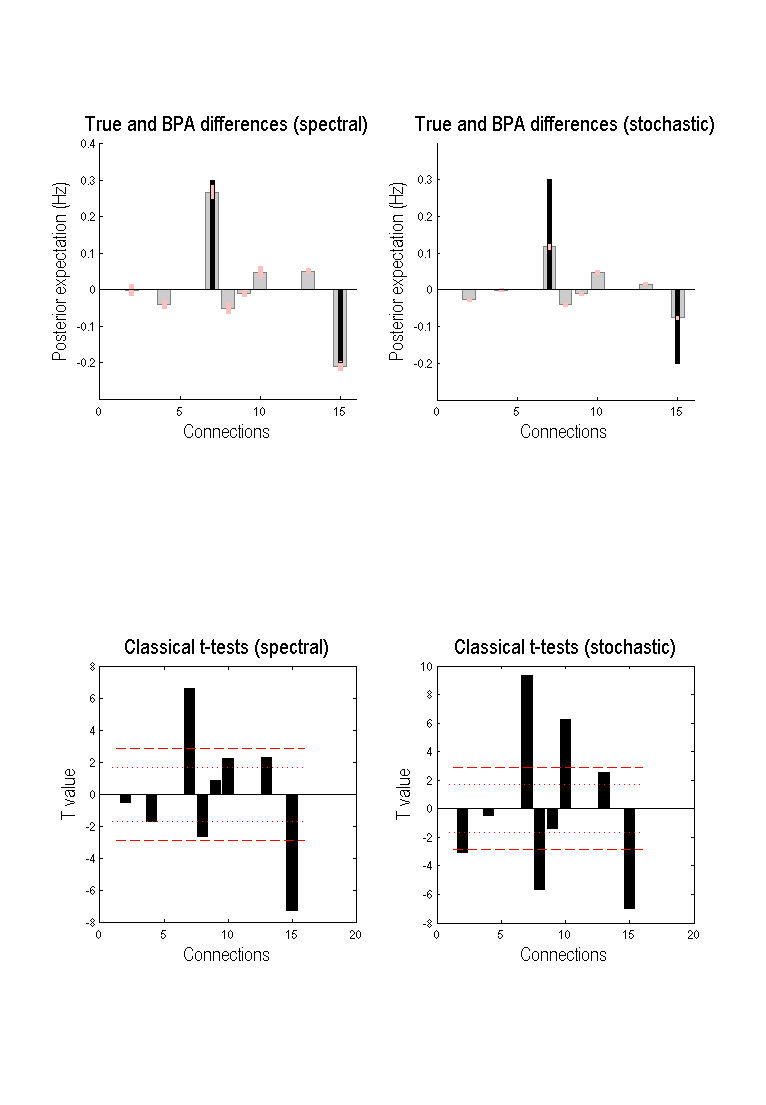 True and BPA differences (spectral)
0.4
0.3
0.2
0.1
0
-0.1
-0.2
Posterior expectation (Hz)
0 5 10 15
Connections
True and BPA differences (stochastic)
0.3
0.2
0.1
0
-0.1
-0.2
Posterior expectation (Hz)
0 5 10 15
Connections
Classical t-tests (spectral)
8
6
4
2
0
-2
-4
-6
-8
T value
0 5 10 15 20
Connections
Classical t-tests (stochastic)
10
8
6
4
2
0
-2
-4
-6
-8
T value
0 5 10 15 20
Connections